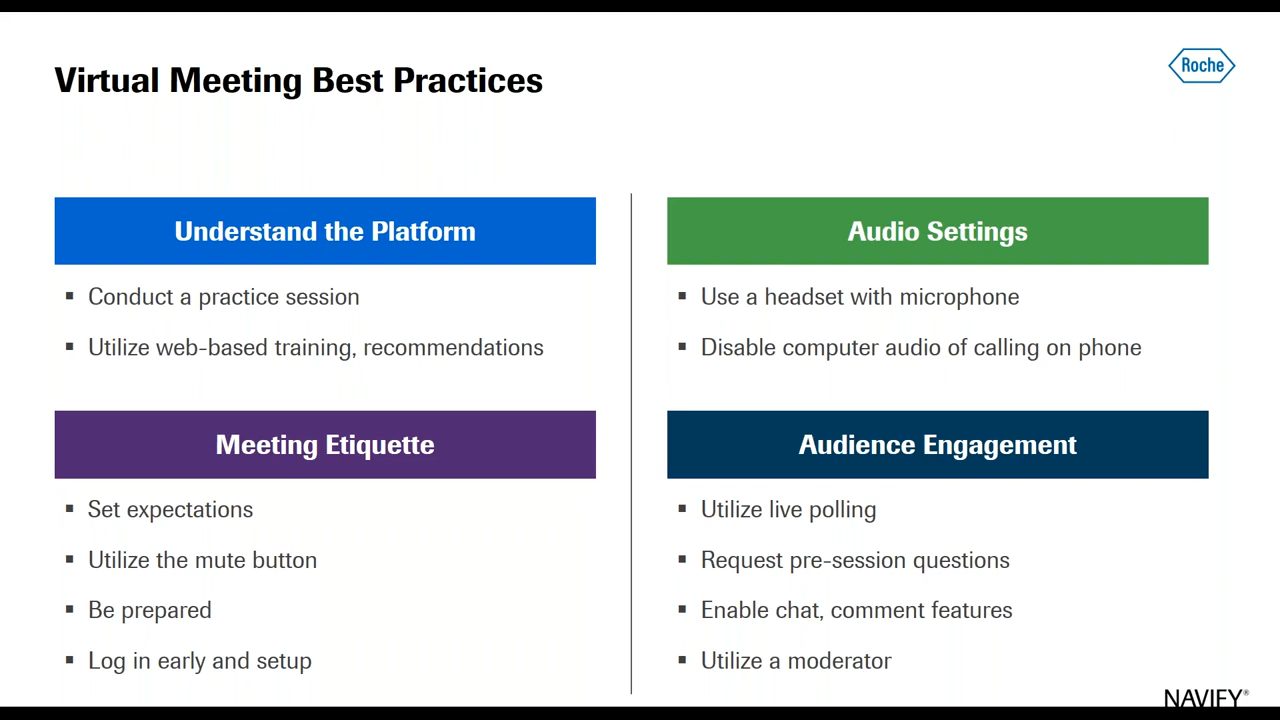 Virtual Meeting Best Practices
Roche
Understand the Platform
▪ Conduct a practice session
▪ Utilize web-based training, recommendations
Meeting Etiquette
▪ Set expectations
▪ Utilize the mute button
▪ Be prepared
▪ Log in early and setup
Audio Settings
▪ Use a headset with microphone
▪ Disable computer audio of calling on phone
Audience Engagement
▪ Utilize live polling
▪ Request pre-session questions
▪ Enable chat, comment features
▪ Utilize a moderator
NAVIFY®